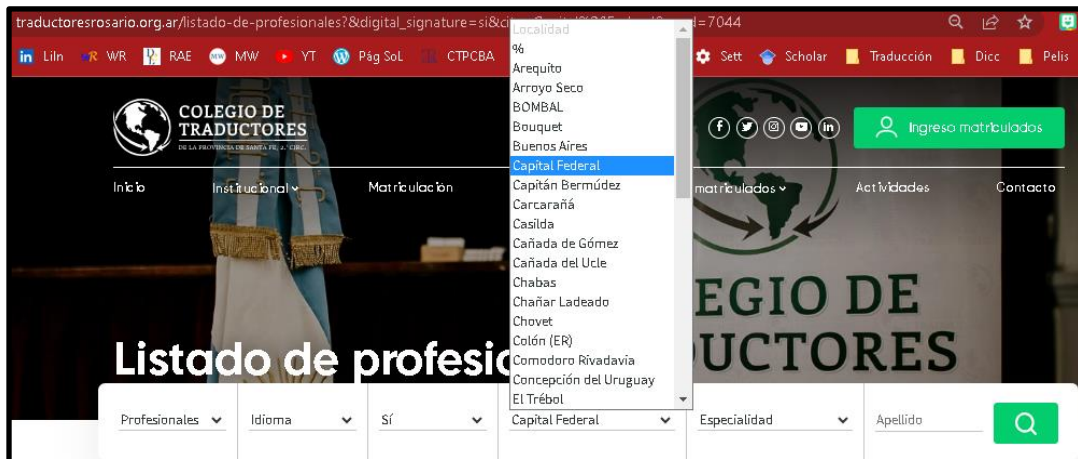 traductoresrosario.org.ar/listado-de-profesionales?&digital_signature=si&
=7044
in LiIn WR RAE MW YT Pág SoL CTPCBA Sett Scholar Traducción Dicc Pelis
COLEGIO DE
TRADUCTORES
DE LA PROVINCIA DE SANTA FE, 2.ª CIRC.
Ingreso matriculados
Inicio Institucional Matriculación matriculados Actividades Contacto
Localidad
%
Arequito
Arroyo Seco
BOMBAL
Bouquet
Buenos Aires
Capital Federal
Capitán Bermúdez
Carcarañá
Casilda
Cañada de Gómez
Cañada del Ucle
Chabas
Chañar Ladeado
Chovet
Colón (ER)
Comodoro Rivadavia
Concepción del Uruguay
El Trébol
EGIO DE
UCTORES
Listado de profesio
Profesionales Idioma Sí Capital Federal Especialidad Apellido